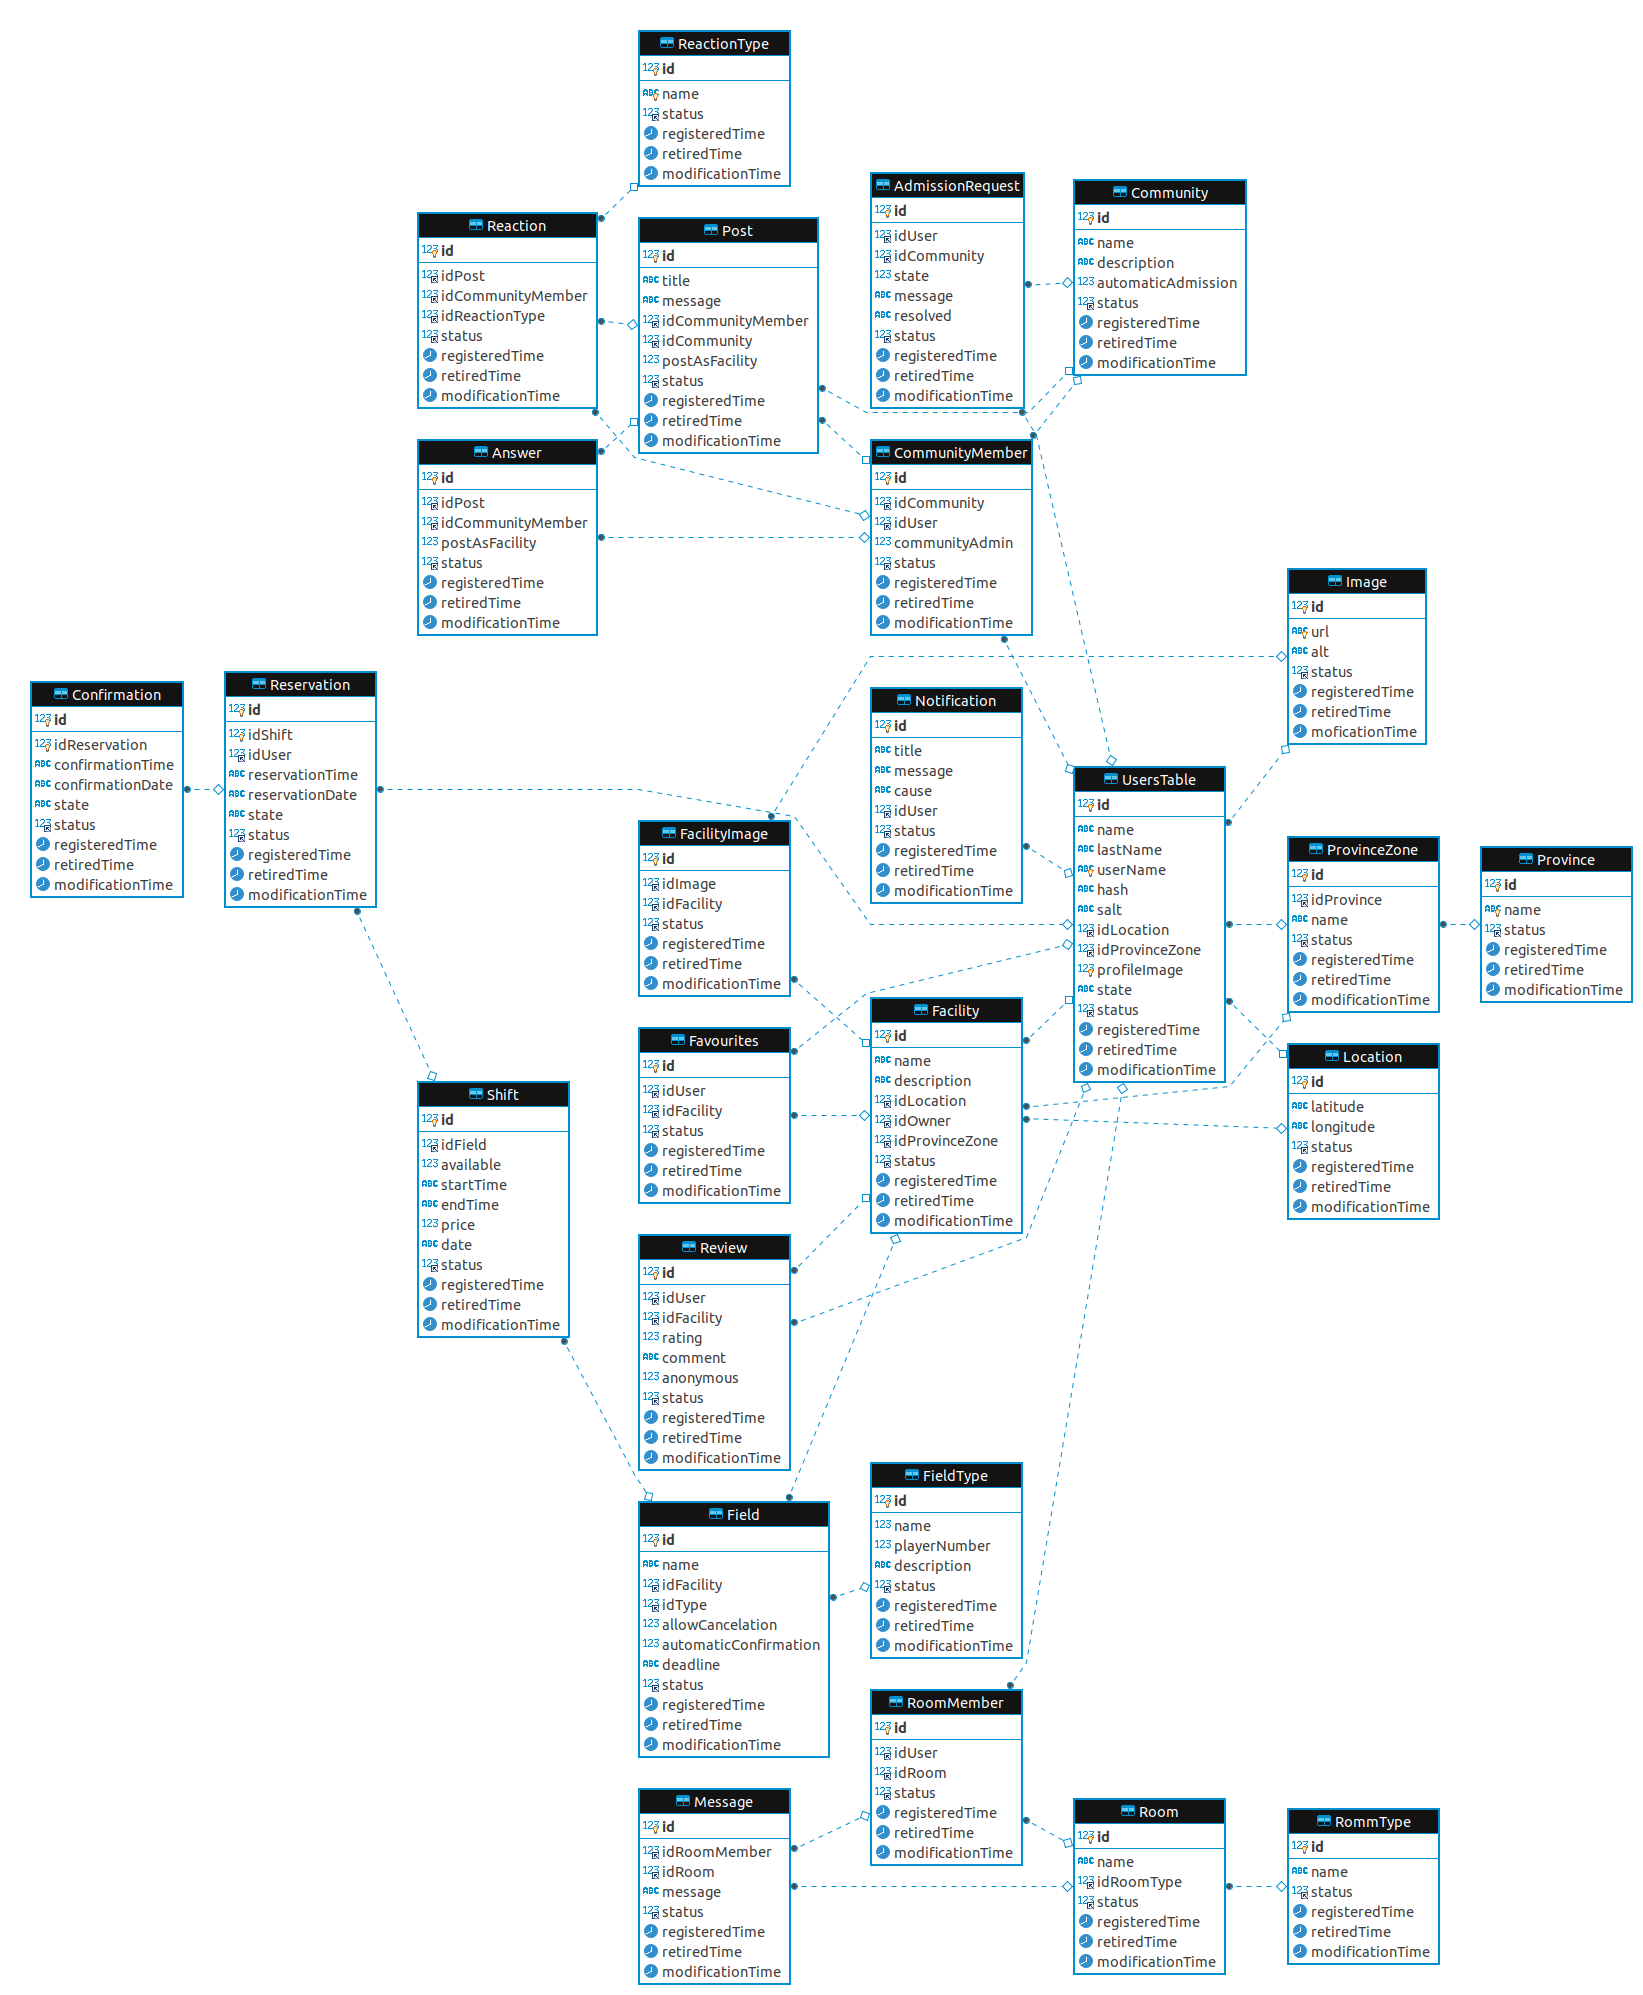 ReactionType
id
name
status
registeredTime
retiredTime
modificationTime
Reaction
id
idPost
idCommunityMember
idReactionType
status
registeredTime
retiredTime
modificationTime
Post
id
title
message
idCommunityMember
idCommunity
postAsFacility
status
registeredTime
retiredTime
modificationTime
AdmissionRequest
id
idUser
idCommunity
state
message
resolved
status
registeredTime
retiredTime
modificationTime
Community
id
name
description
automaticAdmission
status
registeredTime
retiredTime
modificationTime
Answer
id
idPost
idCommunityMember
postAsFacility
status
registeredTime
retiredTime
modificationTime
CommunityMember
id
idCommunity
idUser
communityAdmin
status
registeredTime
retiredTime
modificationTime
Image
id
url
alt
status
registeredTime
retiredTime
moficationTime
Confirmation
id
idReservation
confirmationTime
confirmationDate
state
status
registeredTime
retiredTime
modificationTime
Reservation
id
idShift
idUser
reservationTime
reservationDate
state
status
registeredTime
retiredTime
modificationTime
Notification
id
title
message
cause
idUser
status
registeredTime
retiredTime
modificationTime
UsersTable
id
name
lastName
userName
hash
salt
idLocation
idProvinceZone
profileImage
state
status
registeredTime
retiredTime
modificationTime
FacilityImage
id
idImage
idFacility
status
registeredTime
retiredTime
modificationTime
ProvinceZone
id
idProvince
name
status
registeredTime
retiredTime
modificationTime
Province
id
name
status
registeredTime
retiredTime
modificationTime
Facility
id
name
description
idLocation
idOwner
idProvinceZone
status
registeredTime
retiredTime
modificationTime
Favourites
id
idUser
idFacility
status
registeredTime
retiredTime
modificationTime
Location
id
latitude
longitude
status
registeredTime
retiredTime
modificationTime
Shift
id
idField
available
startTime
endTime
price
date
status
registeredTime
retiredTime
modificationTime
Review
id
idUser
idFacility
rating
comment
anonymous
status
registeredTime
retiredTime
modificationTime
FieldType
id
name
playerNumber
description
status
registeredTime
retiredTime
modificationTime
Field
id
name
idFacility
idType
allowCancelation
automaticConfirmation
deadline
status
registeredTime
retiredTime
modificationTime
RoomMember
id
idUser
idRoom
status
registeredTime
retiredTime
modificationTime
Message
id
idRoomMember
idRoom
message
status
registeredTime
retiredTime
modificationTime
Room
id
name
idRoomType
status
registeredTime
retiredTime
modificationTime
RommType
id
name
status
registeredTime
retiredTime
modificationTime